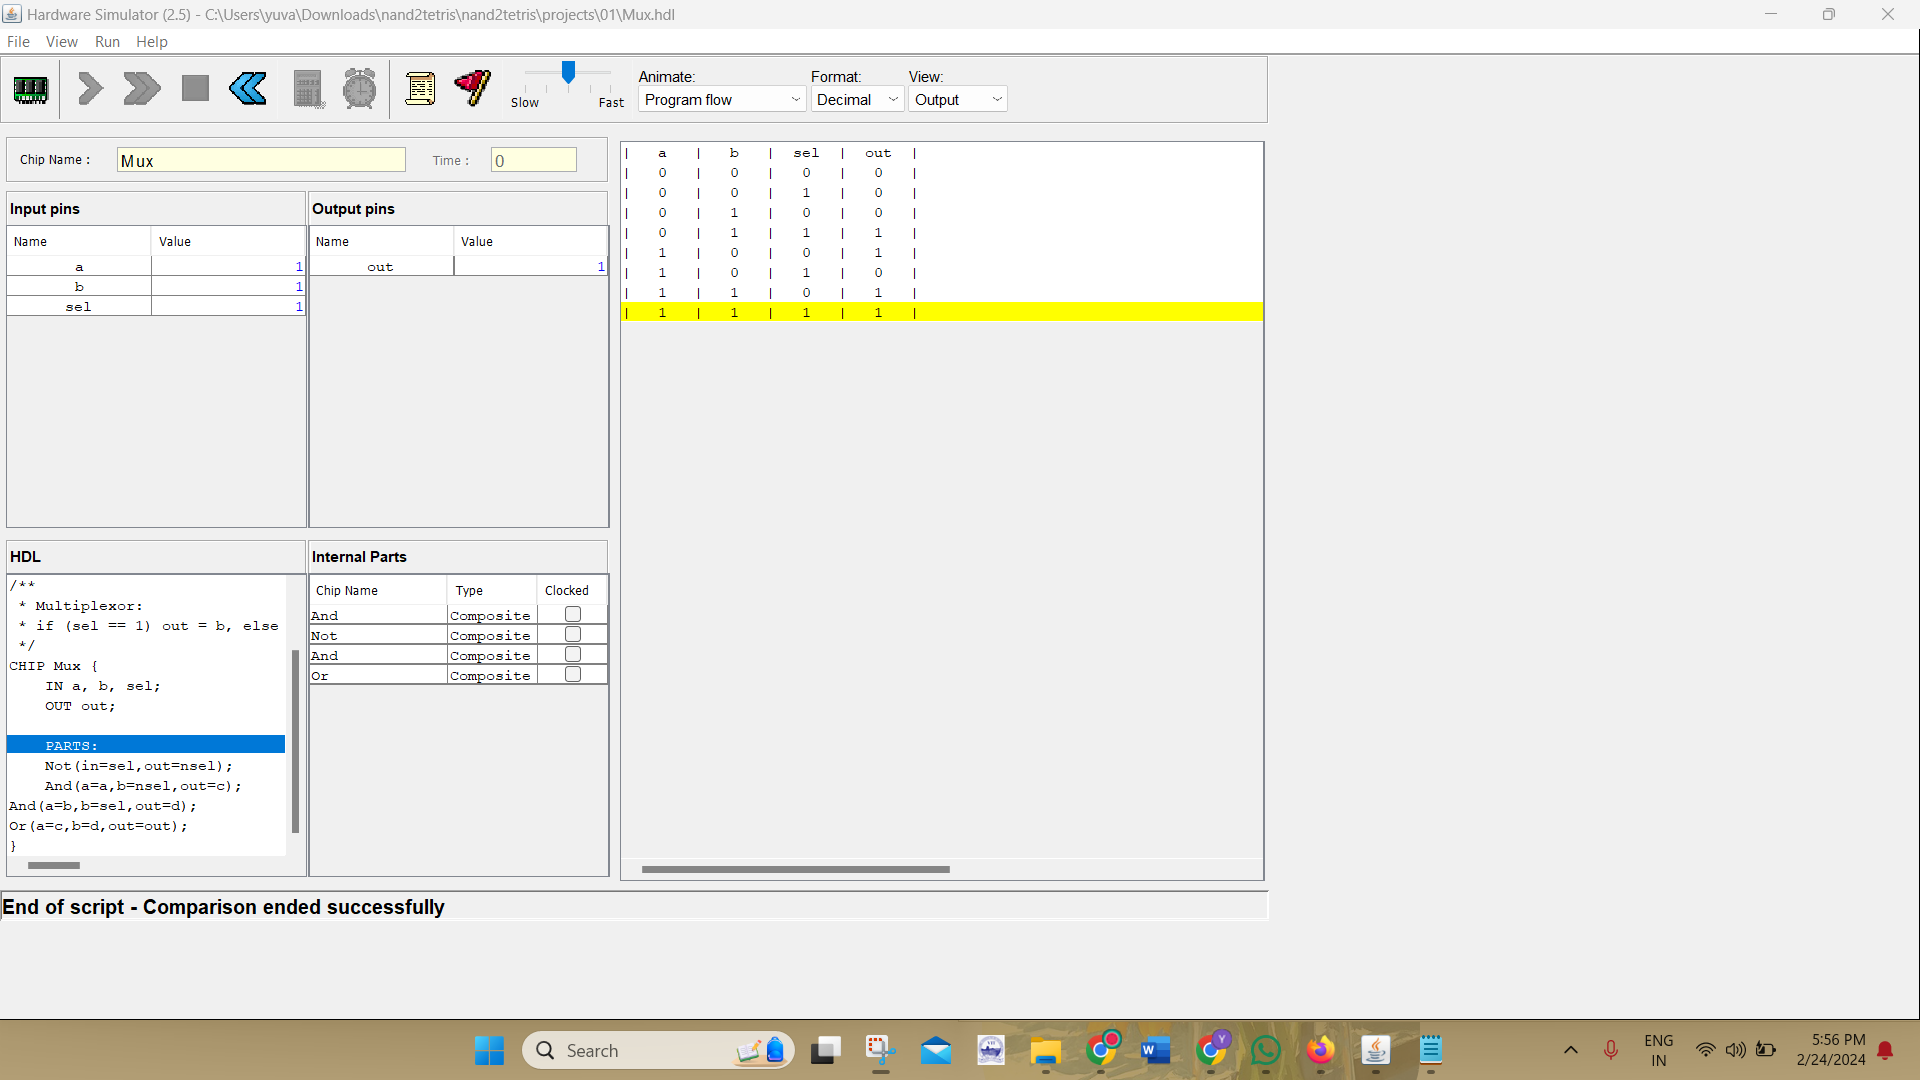 Hardware Simulator (2.5) - C:\Users\yuva\Downloads\nand2tetris\nand2tetris\projects\01\Mux.hdl
File View Run Help
Slow Fast
Animate: Format: View:
Program flow Decimal Output
Chip Name : Mux Time : 0
Input pins
Name Value
a 1
b 1
sel 1
Output pins
Name Value
out 1
| a | b | sel | out |
| 0 | 0 | 0 | 0 |
| 0 | 0 | 1 | 0 |
| 0 | 1 | 0 | 0 |
| 0 | 1 | 1 | 1 |
| 1 | 0 | 0 | 1 |
| 1 | 0 | 1 | 0 |
| 1 | 1 | 0 | 1 |
| 1 | 1 | 1 | 1 |
HDL
/**
* Multiplexor:
* if (sel == 1) out = b, else
*/
CHIP Mux {
IN a, b, sel;
OUT out;
PARTS:
Not(in=sel,out=nsel);
And(a=a,b=nsel,out=c);
And(a=b,b=sel,out=d);
Or(a=c,b=d,out=out);
}
Internal Parts
Chip Name Type Clocked
And Composite
Not Composite
And Composite
Or Composite
End of script - Comparison ended successfully
Search
ENG
IN
5:56 PM
2/24/2024